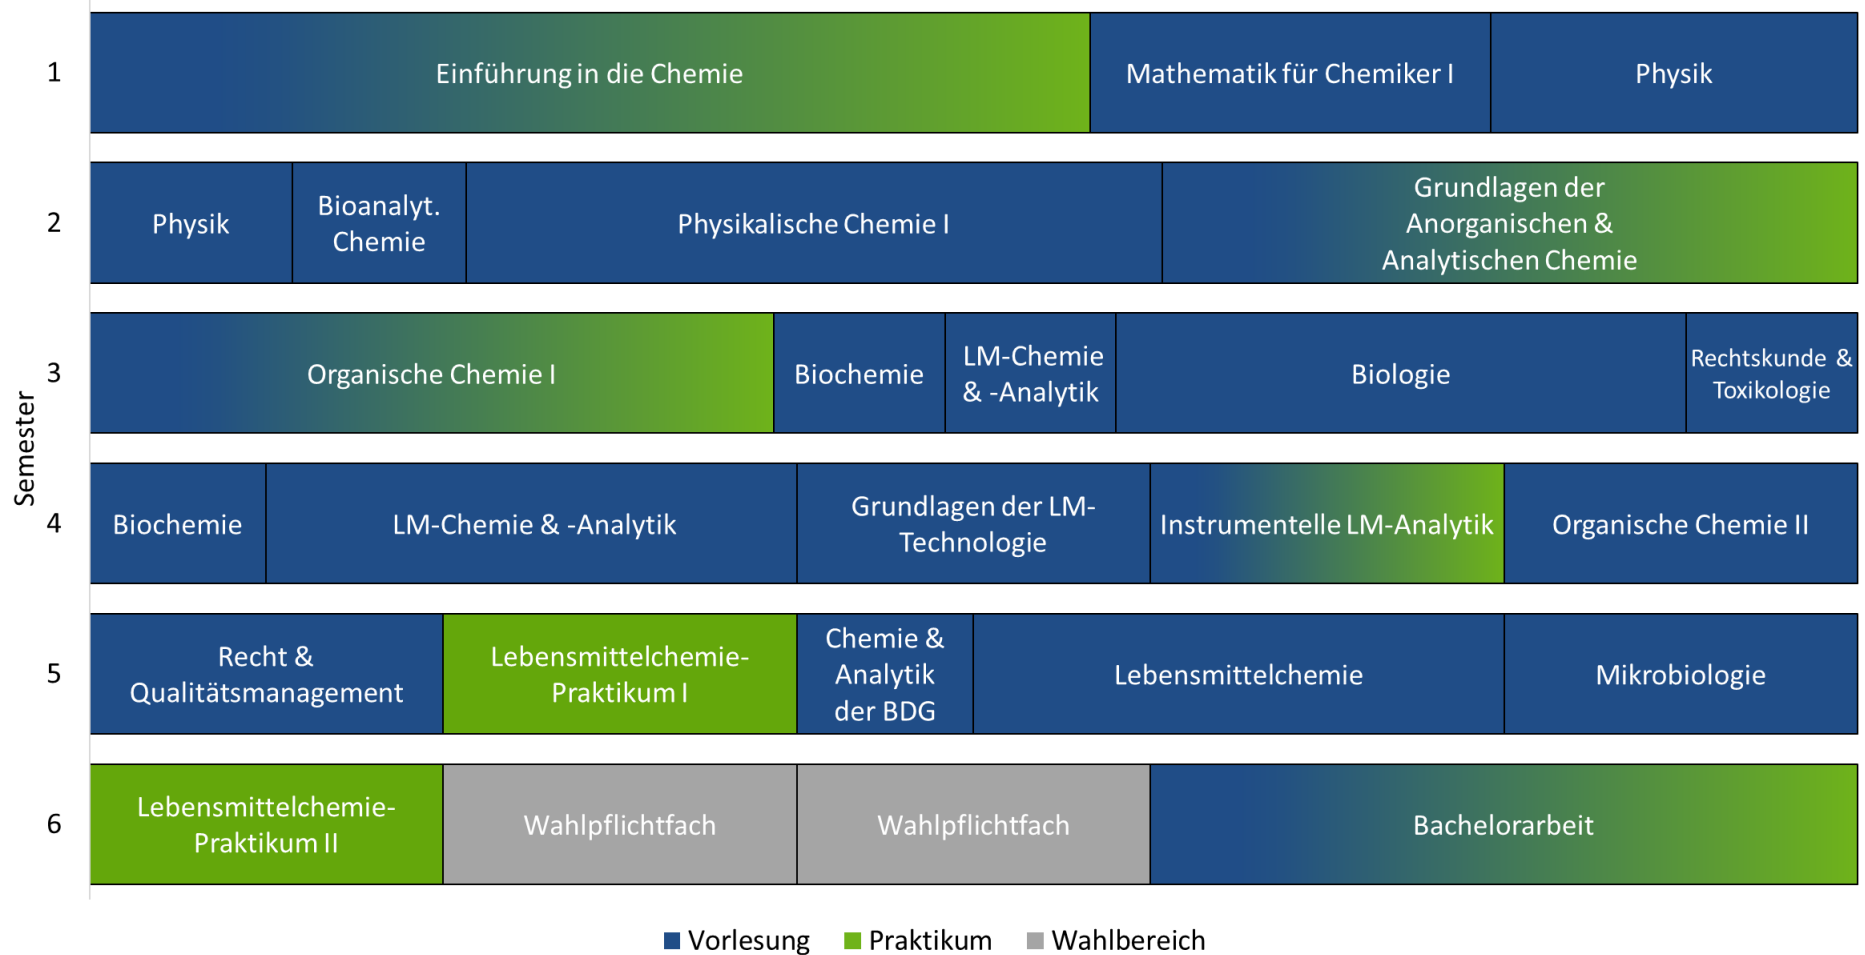 1
Einführung in die Chemie
Mathematik für Chemiker I
Physik
2
Physik
Bioanalyt.
Chemie
Physikalische Chemie I
Grundlagen der
Anorganischen &
Analytischen Chemie
3
Organische Chemie I
Biochemie
LM-Chemie
& -Analytik
Biologie
Rechtskunde &
Toxikologie
Semester
4
Biochemie
LM-Chemie & -Analytik
Grundlagen der LM-
Technologie
Instrumentelle LM-Analytik
Organische Chemie II
5
Recht &
Qualitätsmanagement
Lebensmittelchemie-
Praktikum I
Chemie &
Analytik
der BDG
Lebensmittelchemie
Mikrobiologie
6
Lebensmittelchemie-
Praktikum II
Wahlpflichtfach
Wahlpflichtfach
Bachelorarbeit
Vorlesung
Praktikum
Wahlbereich